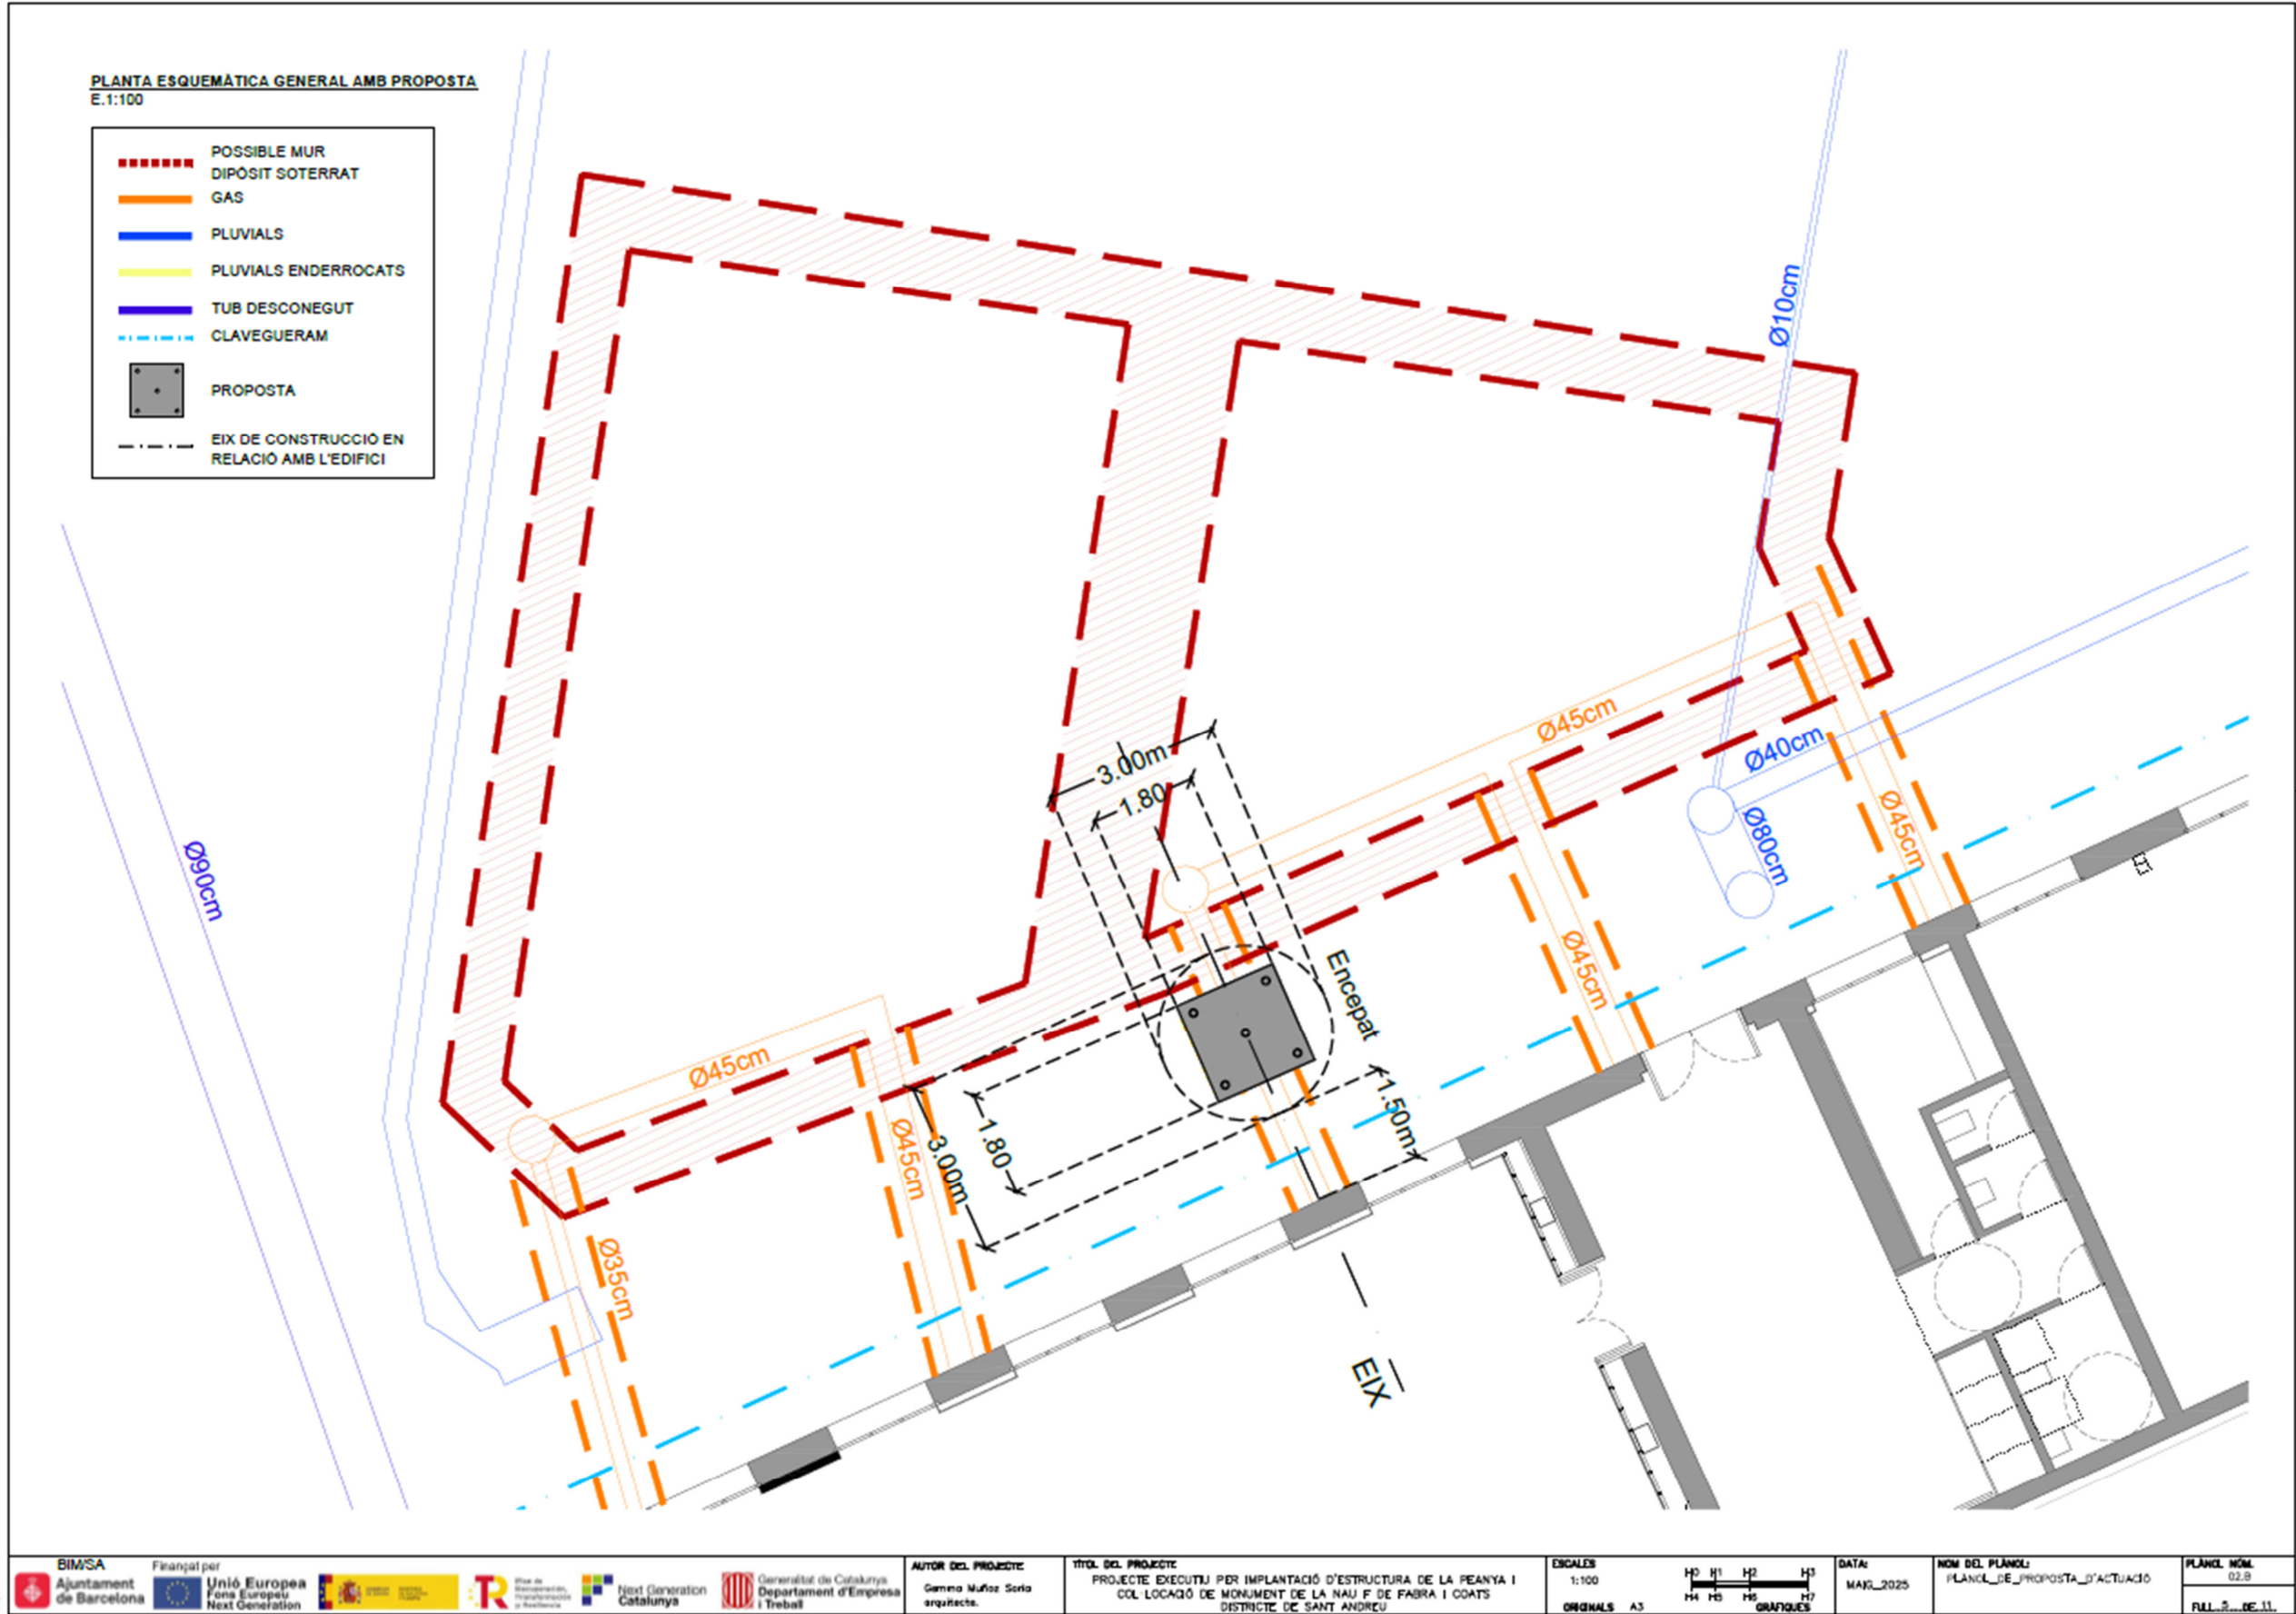 PLANTA ESQUEMÀTICA GENERAL AMB PROPOSTA
E.1:100
POSSIBLE MUR
DIPÒSIT SOTERRAT
GAS
PLUVIALS
PLUVIALS ENDERROCATS
TUB DESCONEGUT
CLAVEGUERAM
PROPOSTA
EIX DE CONSTRUCCIÓ EN
RELACIÓ AMB L'EDIFICI
Ø10cm
Ø45cm
Ø40cm
3.00m
1.80
Ø80cm
Ø45cm
Ø90cm
Encepat
Ø45cm
Ø45cm
1.50m
Ø45cm
1.80
3.00m
Ø35cm
EIX
BIM/SA
Ajuntament
de Barcelona
Finançat per
Unió Europea
Fons Europeu
Next Generation
Next Generation
Catalunya
Generalitat de Catalunya
Departament d'Empresa
i Treball
AUTOR DEL PROJECTE
Gemma Muñoz Soria
arquitecte.
TÍTOL DEL PROJECTE
PROJECTE EXECUTIU PER IMPLANTACIÓ D'ESTRUCTURA DE LA PEANYA I
COL·LOCACIÓ DE MONUMENT DE LA NAU F DE FABRA I COATS
DISTRICTE DE SANT ANDREU
ESCALES
1:100
ORIGINALS A3
GRÀFIQUES
DATA:
MAIG_2025
NOM DEL PLÀNOL:
PLÀNOL_DE_PROPOSTA_D'ACTUACIÓ
PLÀNOL NÚM.
02.B
FULL 5 DE 11